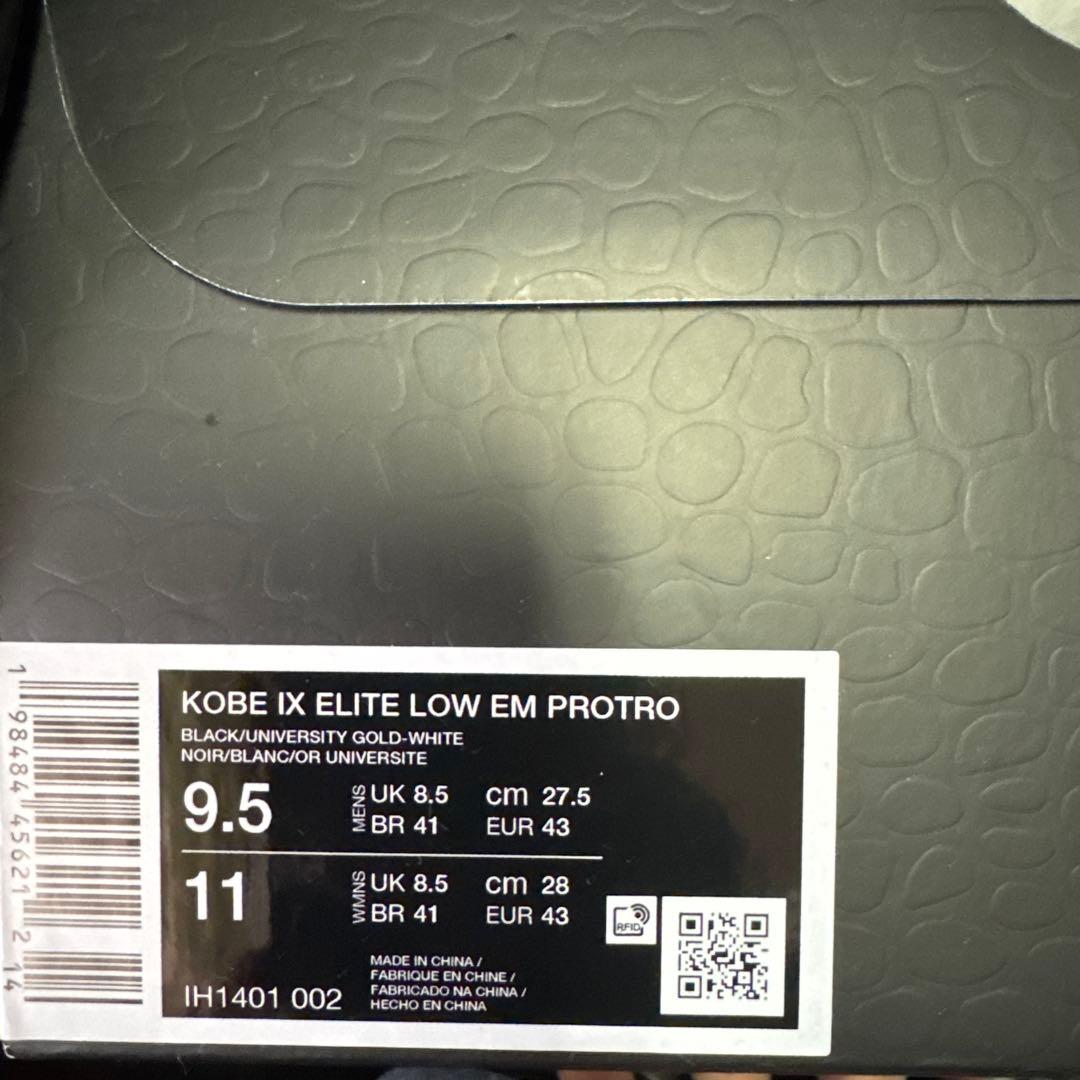 KOBE IX ELITE LOW EM PROTRO
BLACK/UNIVERSITY GOLD-WHITE
NOIR/BLANC/OR UNIVERSITE
9.5 MENS UK 8.5 cm 27.5
BR 41 EUR 43
11 WMNS UK 8.5 cm 28
BR 41 EUR 43
MADE IN CHINA /
FABRIQUE EN CHINE /
FABRICADO NA CHINA /
HECHO EN CHINA
IH1401 002
RFID
1 98484 45621 2 14